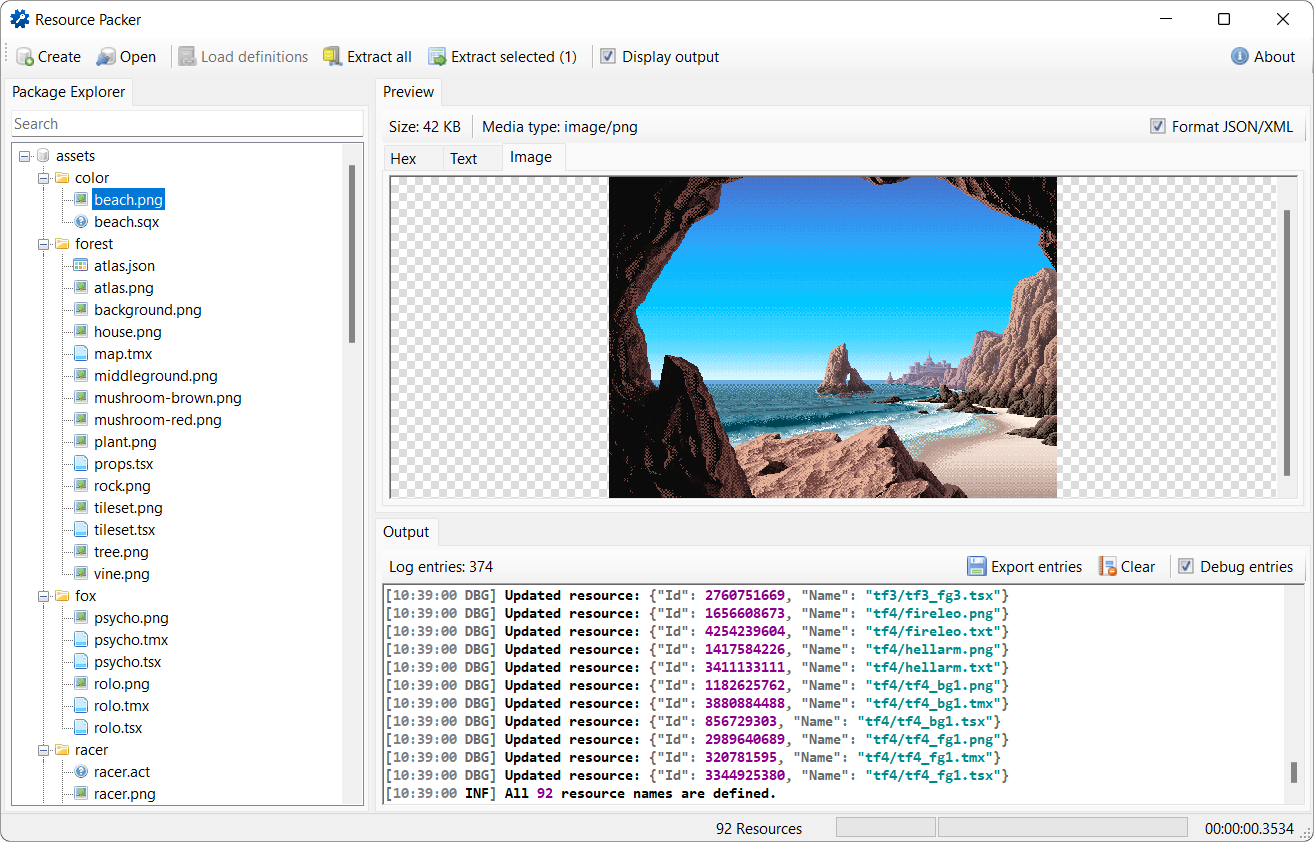 Resource Packer
Create Open Load definitions Extract all Extract selected (1) Display output About
Package Explorer
Search
assets
color
beach.png
beach.sqx
forest
atlas.json
atlas.png
background.png
house.png
map.tmx
middleground.png
mushroom-brown.png
mushroom-red.png
plant.png
props.tsx
rock.png
tileset.png
tileset.tsx
tree.png
vine.png
fox
psycho.png
psycho.tmx
psycho.tsx
rolo.png
rolo.tmx
rolo.tsx
racer
racer.act
racer.png
Preview
Size: 42 KB Media type: image/png Format JSON/XML
Hex Text Image
Output
Log entries: 374 Export entries Clear Debug entries
[10:39:00 DBG] Updated resource: {"Id": 2760751669, "Name": "tf3/tf3_fg3.tsx"}
[10:39:00 DBG] Updated resource: {"Id": 1656608673, "Name": "tf4/fireleo.png"}
[10:39:00 DBG] Updated resource: {"Id": 4254239604, "Name": "tf4/fireleo.txt"}
[10:39:00 DBG] Updated resource: {"Id": 1417584226, "Name": "tf4/hellarm.png"}
[10:39:00 DBG] Updated resource: {"Id": 3411133111, "Name": "tf4/hellarm.txt"}
[10:39:00 DBG] Updated resource: {"Id": 1182625762, "Name": "tf4/tf4_bg1.png"}
[10:39:00 DBG] Updated resource: {"Id": 3880884488, "Name": "tf4/tf4_bg1.tmx"}
[10:39:00 DBG] Updated resource: {"Id": 856729303, "Name": "tf4/tf4_bg1.tsx"}
[10:39:00 DBG] Updated resource: {"Id": 2989640689, "Name": "tf4/tf4_fg1.png"}
[10:39:00 DBG] Updated resource: {"Id": 320781595, "Name": "tf4/tf4_fg1.tmx"}
[10:39:00 DBG] Updated resource: {"Id": 3344925380, "Name": "tf4/tf4_fg1.tsx"}
[10:39:00 INF] All 92 resource names are defined.
92 Resources 00:00:00.3534